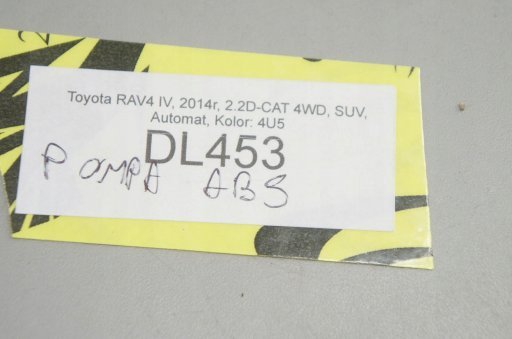 Toyota RAV4 IV, 2014r, 2.2D-CAT 4WD, SUV,
Automat, Kolor: 4U5
DL453
POMPA ABS